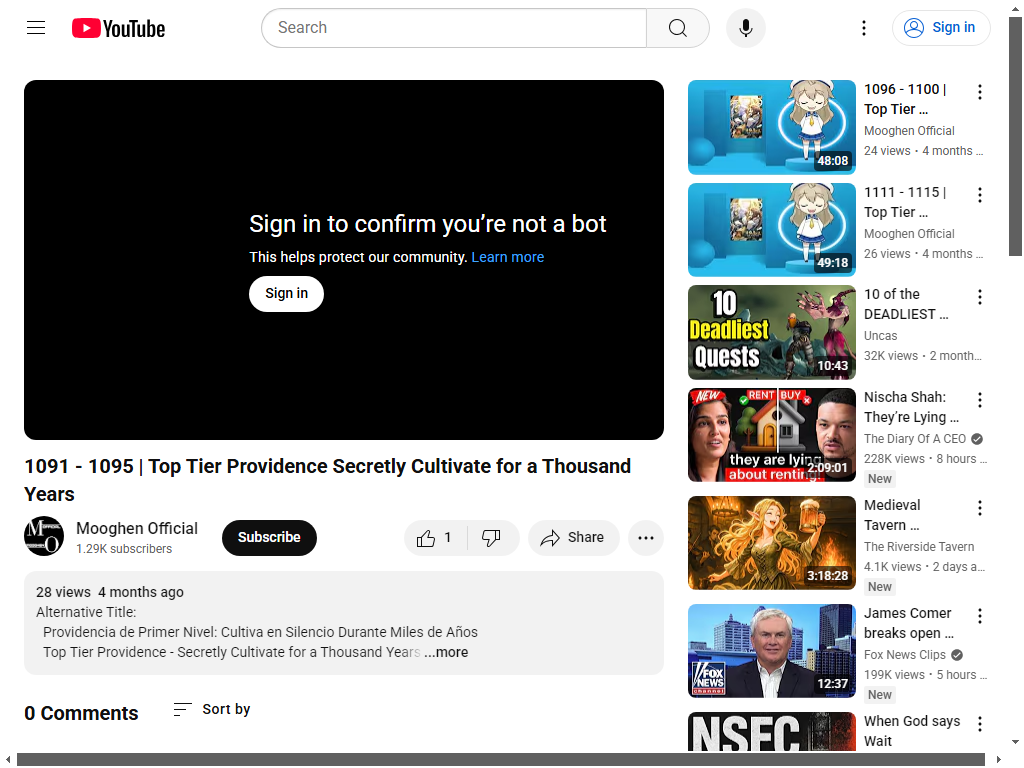 YouTube
Search
Sign in
Sign in to confirm you're not a bot
This helps protect our community. Learn more
Sign in
1091 - 1095 | Top Tier Providence Secretly Cultivate for a Thousand
Years
Mooghen Official
1.29K subscribers
Subscribe
1
Share
28 views 4 months ago
Alternative Title:
Providencia de Primer Nivel: Cultiva en Silencio Durante Miles de Años
Top Tier Providence - Secretly Cultivate for a Thousand Years ...more
0 Comments
Sort by
48:08
1096 - 1100 |
Top Tier ...
Mooghen Official
24 views • 4 months ...
49:18
1111 - 1115 |
Top Tier ...
Mooghen Official
26 views • 4 months ...
10
Deadliest
Quests
10:43
10 of the
DEADLIEST ...
Uncas
32K views • 2 month...
NEW
RENT BUY
they are lying
about renting!
2:09:01
Nischa Shah:
They're Lying ...
The Diary Of A CEO
228K views • 8 hours ...
New
3:18:28
Medieval
Tavern ...
The Riverside Tavern
4.1K views • 2 days a...
New
FOX
NEWS
channel
12:37
James Comer
breaks open ...
Fox News Clips
199K views • 5 hours ...
New
NSFC
When God says
Wait